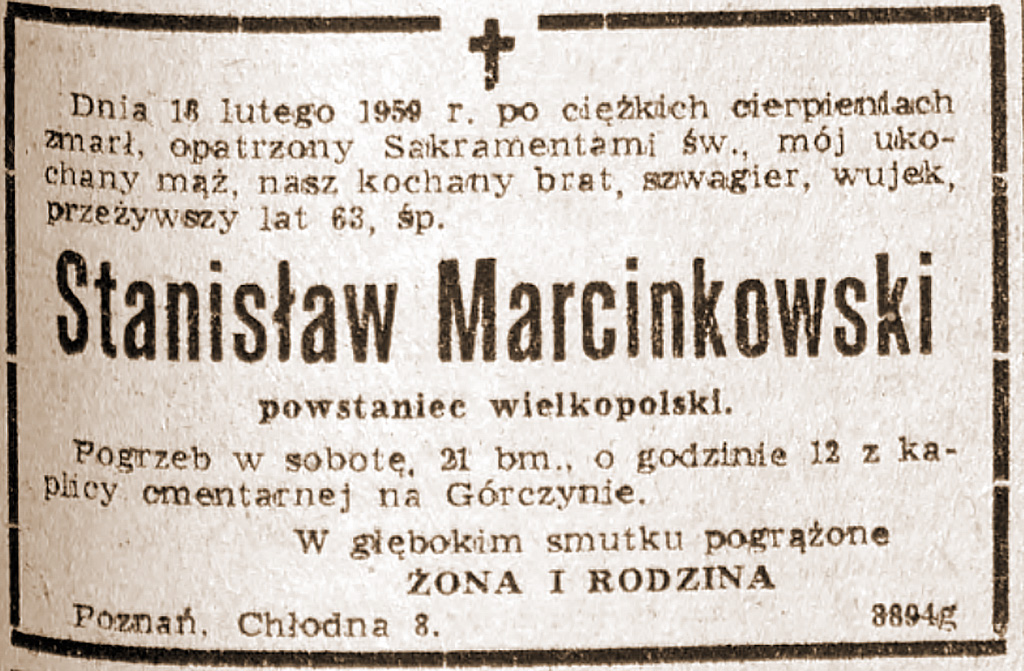 Dnia 18 lutego 1959 r. po ciężkich cierpieniach
zmarł, opatrzony Sakramentami św., mój uko-
chany mąż, nasz kochany brat, szwagier, wujek,
przeżywszy lat 63, śp.
Stanisław Marcinkowski
powstaniec wielkopolski.
Pogrzeb w sobotę, 21 bm., o godzinie 12 z ka-
plicy cmentarnej na Górczynie.
W głębokim smutku pogrążone
ŻONA I RODZINA
Poznań, Chłodna 8. 3894g